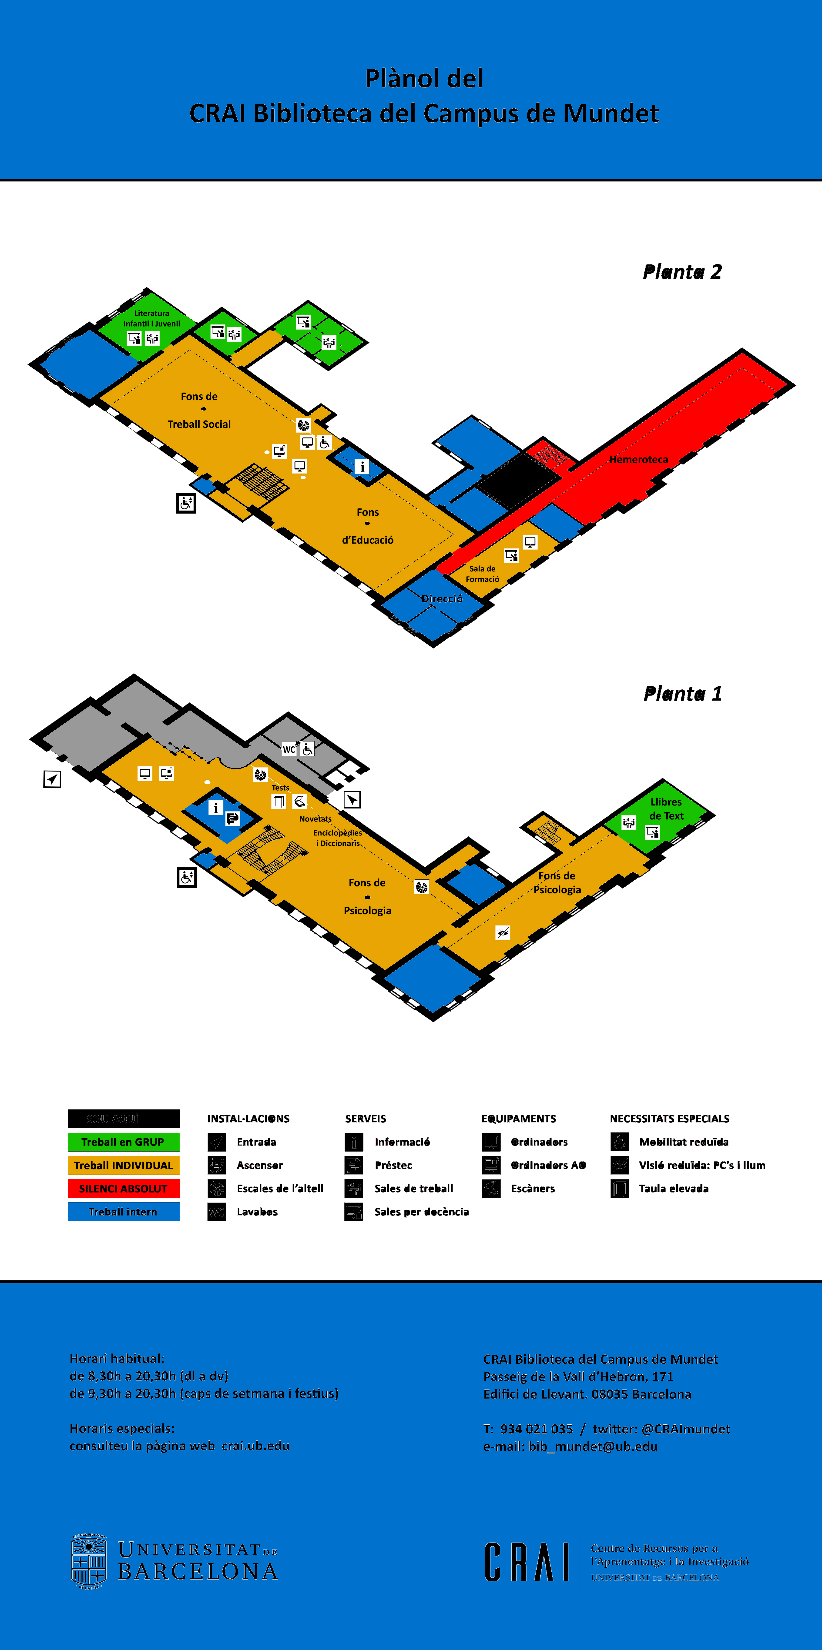 Plànol del
CRAI Biblioteca del Campus de Mundet
Planta 2
Literatura
Infantil i Juvenil
Fons de
Treball Social
i
Hemeroteca
Fons
d'Educació
Sala de
Formació
Direcció
Planta 1
WC
Tests
i
Novetats
Enciclopèdies
i Diccionaris
Llibres
de Text
Fons de
Psicologia
Fons de
Psicologia
INSTAL·LACIONS
SERVEIS
EQUIPAMENTS
NECESSITATS ESPECIALS
Treball en GRUP
Entrada
Informació
Ordinadors
Mobilitat reduïda
Treball INDIVIDUAL
Ascensor
Préstec
Ordinadors AO
Visió reduïda: PC's i llum
SILENCI ABSOLUT
Escales de l'altell
Sales de treball
Escàners
Taula elevada
Treball intern
Lavabos
Sales per docència
Horari habitual:
de 8,30h a 20,30h (dl a dv)
de 9,30h a 20.30h (caps de setmana i festius)
Horaris especials:
consulteu la pàgina web crai.ub.edu
CRAI Biblioteca del Campus de Mundet
Passeig de la Vall d'Hebron, 171
Edifici de Llevant. 08035 Barcelona
T: 934 021 035 / twitter: @CRAImundet
e-mail: bib_mundet@ub.edu
UNIVERSITAT DE
BARCELONA
CRAI
Centre de Recursos per a
l'Aprenentatge i la Investigació
UNIVERSITAT DE BARCELONA